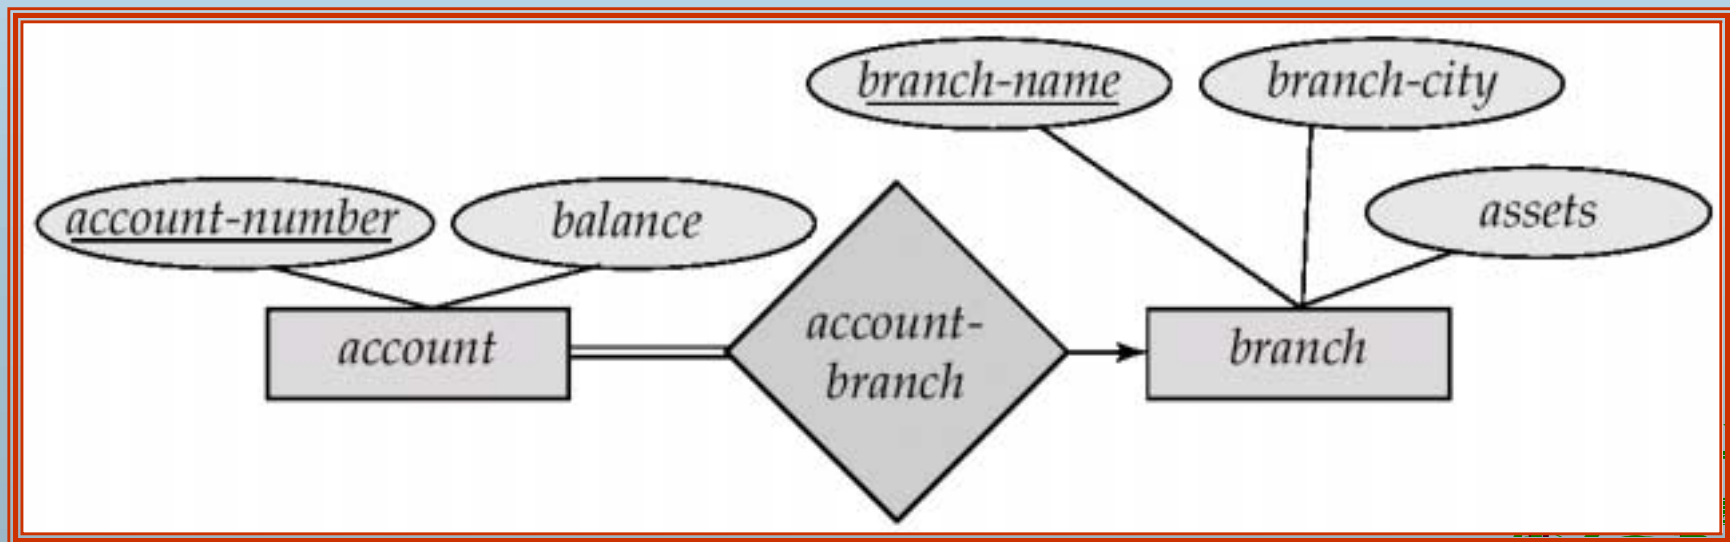 branch-name
branch-city
account-number
balance
assets
account
account-
branch
branch